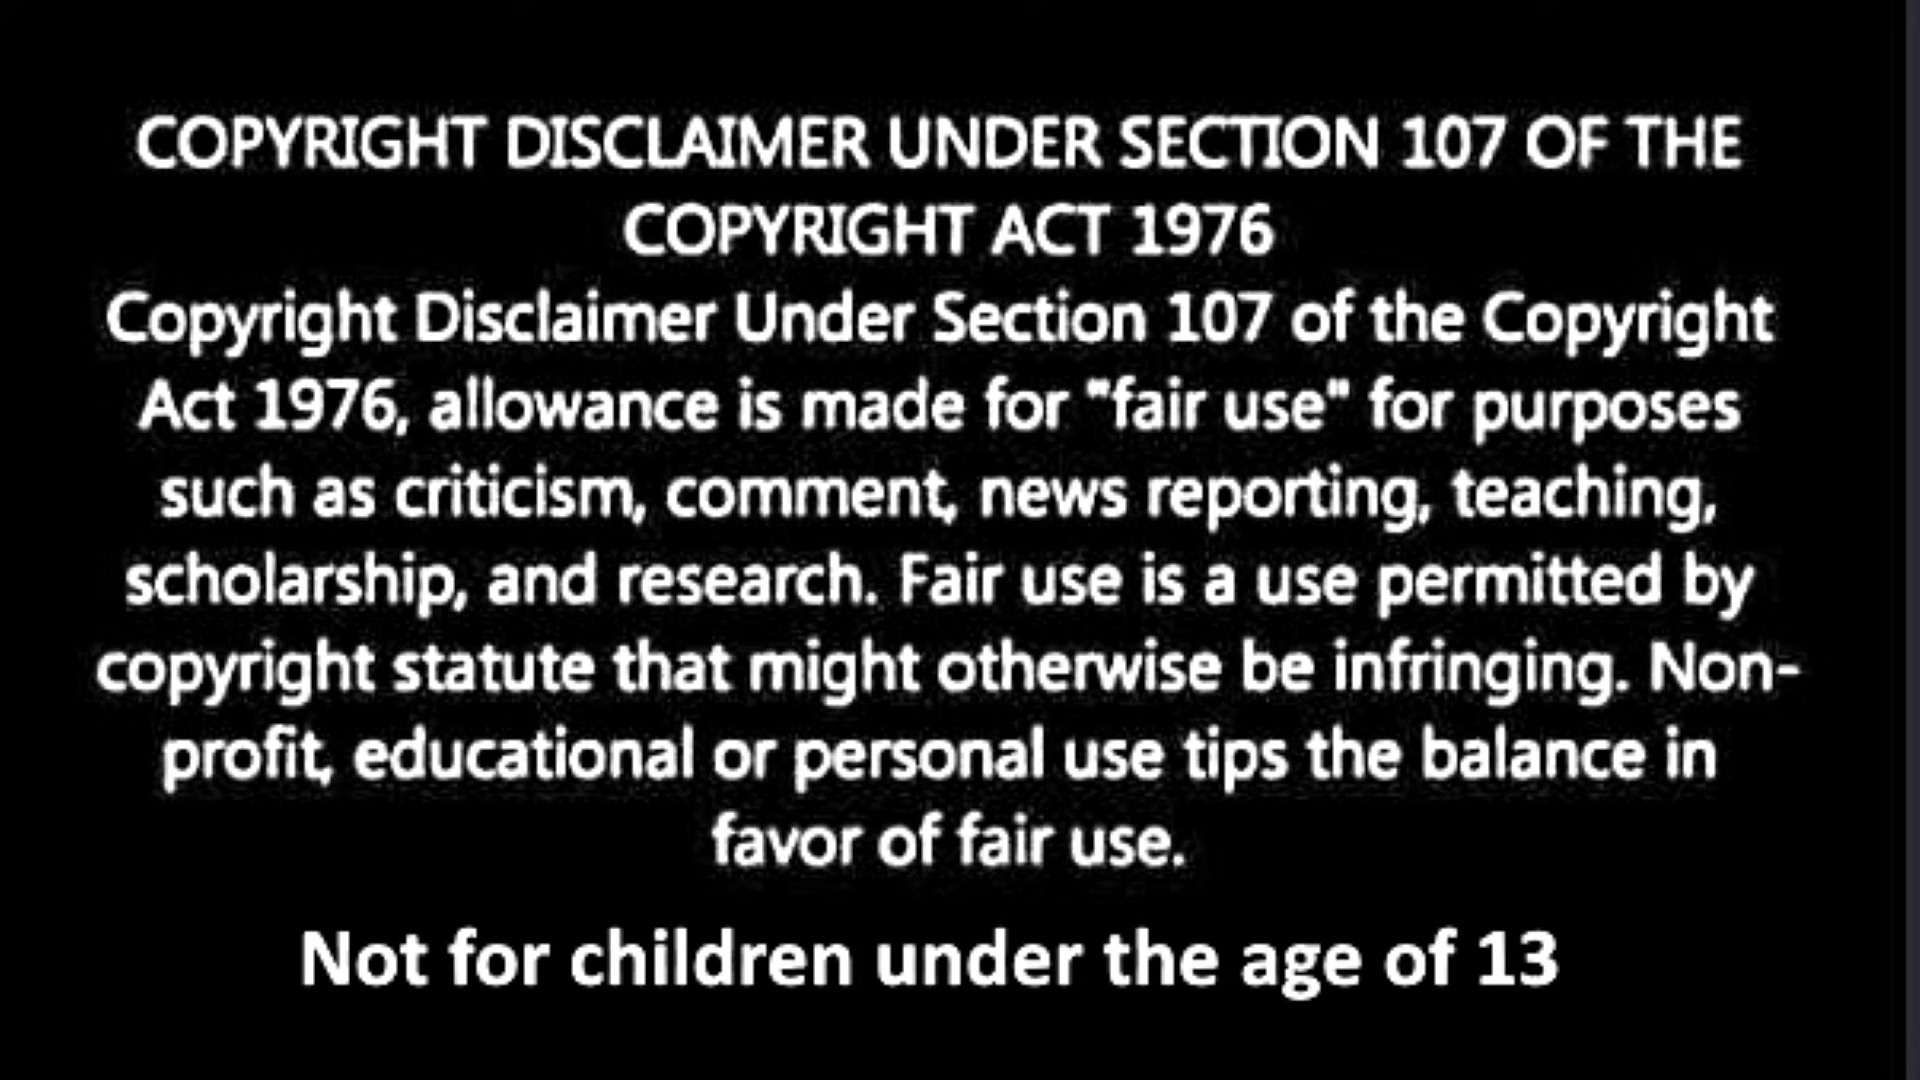 COPYRIGHT DISCLAIMER UNDER SECTION 107 OF THE
COPYRIGHT ACT 1976
Copyright Disclaimer Under Section 107 of the Copyright
Act 1976, allowance is made for "fair use" for purposes
such as criticism, comment, news reporting, teaching,
scholarship, and research. Fair use is a use permitted by
copyright statute that might otherwise be infringing. Non-
profit, educational or personal use tips the balance in
favor of fair use.
Not for children under the age of 13